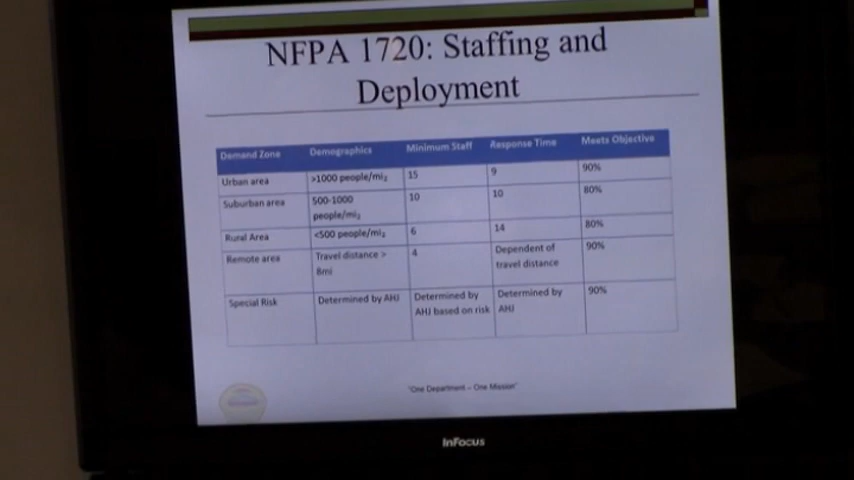 NFPA 1720: Staffing and
Deployment
Demand Zone Demographics Minimum Staff Response Time Meets Objective
Urban area >1000 people/mi2 15 9 90%
Suburban area 500-1000 people/mi2 10 10 80%
Rural Area <500 people/mi2 6 14 80%
Remote area Travel distance > 8mi 4 Dependent of travel distance 90%
Special Risk Determined by AHJ Determined by AHJ based on risk Determined by AHJ 90%
"One Department – One Mission"
InFocus